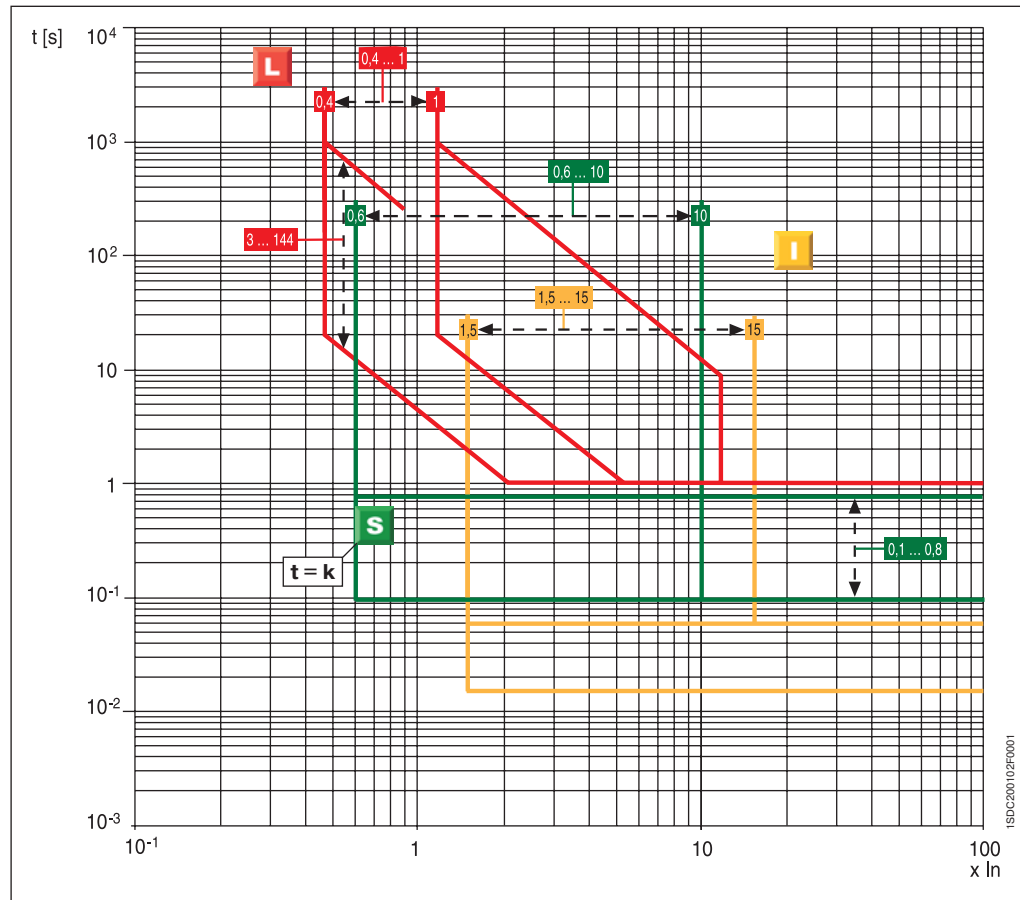 t [s]
10⁴
L
0,4 ... 1
0,4
1
10³
0,6 ... 10
0,6
10
3 ... 144
I
10²
1,5 ... 15
1,5
15
10
1
S
0,1 ... 0,8
t = k
10⁻¹
10⁻²
10⁻³
10⁻¹
1
10
100
x In
1SDC200102F0001